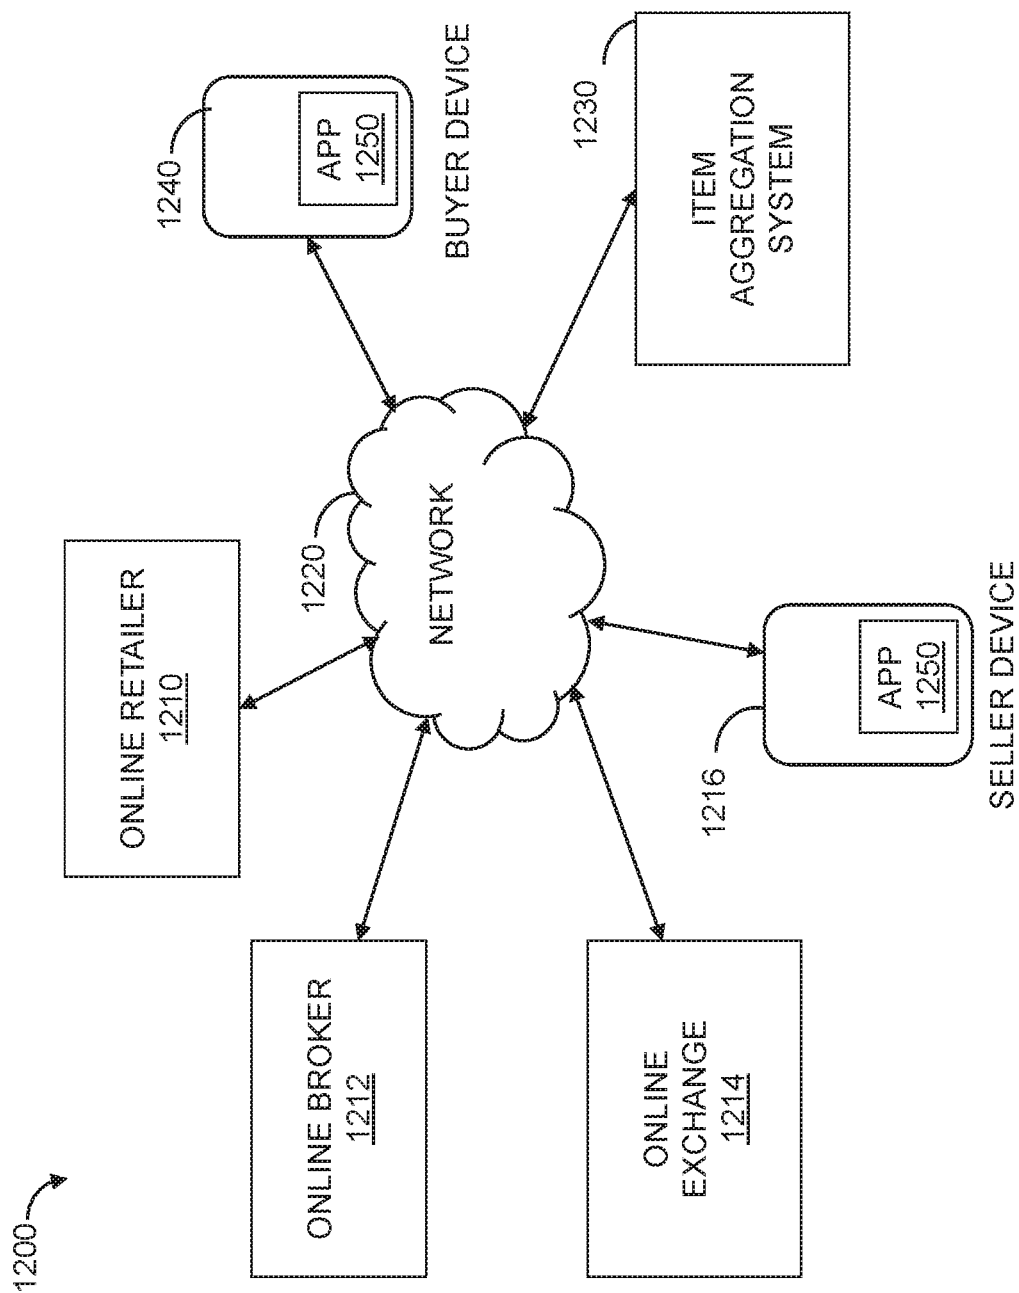 1200
ONLINE RETAILER
1210
ONLINE BROKER
1212
1220
NETWORK
1240
APP
1250
BUYER DEVICE
ONLINE
EXCHANGE
1214
1216
APP
1250
SELLER DEVICE
1230
ITEM
AGGREGATION
SYSTEM